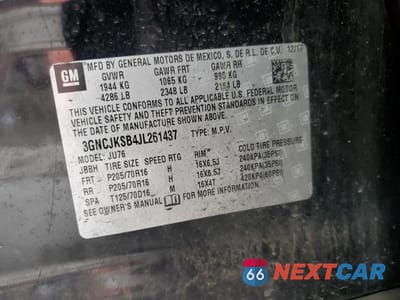 GM
MFD BY GENERAL MOTORS DE MEXICO, S. DE R.L. DE C.V. 12/17
GVWR GAWR FRT GAWR RR
1944 KG 1065 KG 990 KG
4286 LB 2348 LB LB
THIS VEHICLE CONFORMS TO ALL APPLICABLE U.S. FEDERAL MOTOR
VEHICLE SAFETY AND THEFT PREVENTION STANDARDS IN EFFECT ON
THE DATE OF MANUFACTURE SHOWN ABOVE.
3GNCJKSB4JL261437 TYPE: M.P.V.
MODEL: JU76
JBBH TIRE SIZE SPEED RTG RIM COLD TIRE PRESSURE
FRT P205/70R16 H 16X6.5J 240KPA(35PSI)
RR P205/70R16 H 16X6.5J 240KPA(35PSI)
SPA T125/70D16 M 16X4T 420KPA(60PSI)
SEE OWNER'S MANUAL FOR MORE INFORMATION.
66 NEXTCAR